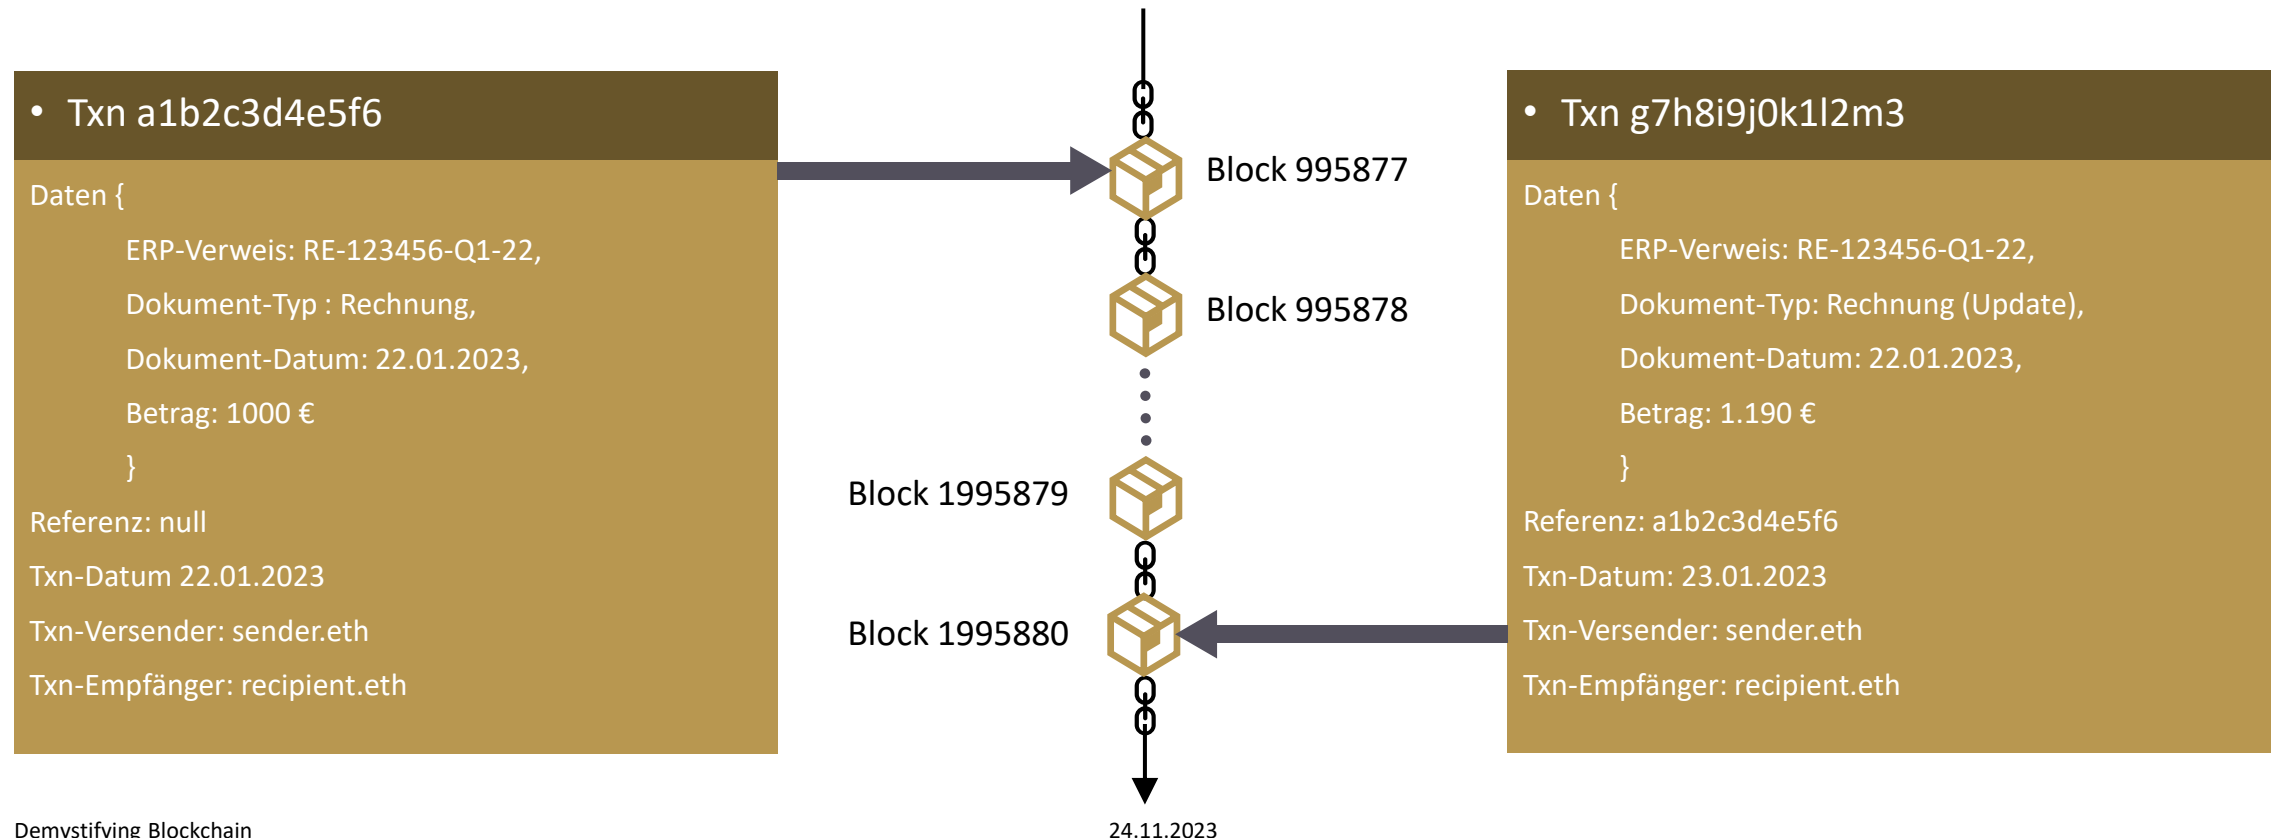 • Txn a1b2c3d4e5f6
Daten {
ERP-Verweis: RE-123456-Q1-22,
Dokument-Typ : Rechnung,
Dokument-Datum: 22.01.2023,
Betrag: 1000 €
}
Referenz: null
Txn-Datum 22.01.2023
Txn-Versender: sender.eth
Txn-Empfänger: recipient.eth
Block 995877
Block 995878
Block 1995879
Block 1995880
• Txn g7h8i9j0k1l2m3
Daten {
ERP-Verweis: RE-123456-Q1-22,
Dokument-Typ: Rechnung (Update),
Dokument-Datum: 22.01.2023,
Betrag: 1.190 €
}
Referenz: a1b2c3d4e5f6
Txn-Datum: 23.01.2023
Txn-Versender: sender.eth
Txn-Empfänger: recipient.eth
Demystifying Blockchain
24.11.2023